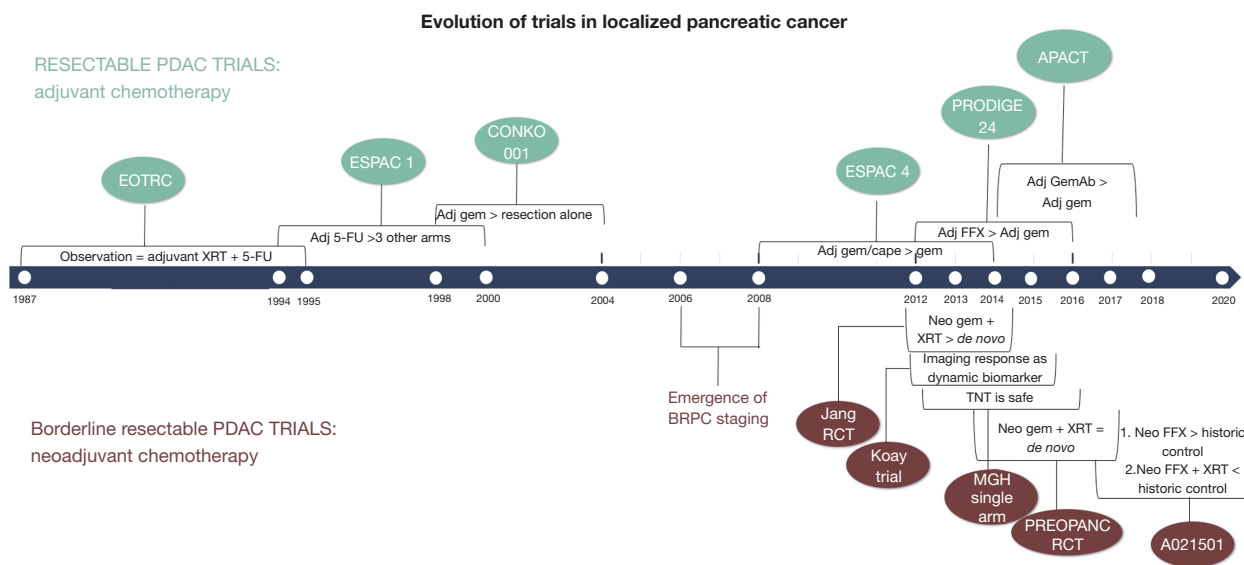 Evolution of trials in localized pancreatic cancer
RESECTABLE PDAC TRIALS:
adjuvant chemotherapy
EOTRC
ESPAC 1
CONKO
001
ESPAC 4
PRODIGE
24
APACT
Observation = adjuvant XRT + 5-FU
Adj 5-FU >3 other arms
Adj gem > resection alone
Adj gem/cape > gem
Adj FFX > Adj gem
Adj GemAb >
Adj gem
1987
1994
1995
1998
2000
2004
2006
2008
2012
2013
2014
2015
2016
2017
2018
2020
Emergence of
BRPC staging
Neo gem +
XRT > de novo
Imaging response as
dynamic biomarker
TNT is safe
Neo gem + XRT =
de novo
1. Neo FFX > historic
control
2.Neo FFX + XRT <
historic control
Borderline resectable PDAC TRIALS:
neoadjuvant chemotherapy
Jang
RCT
Koay
trial
MGH
single
arm
PREOPANC
RCT
A021501